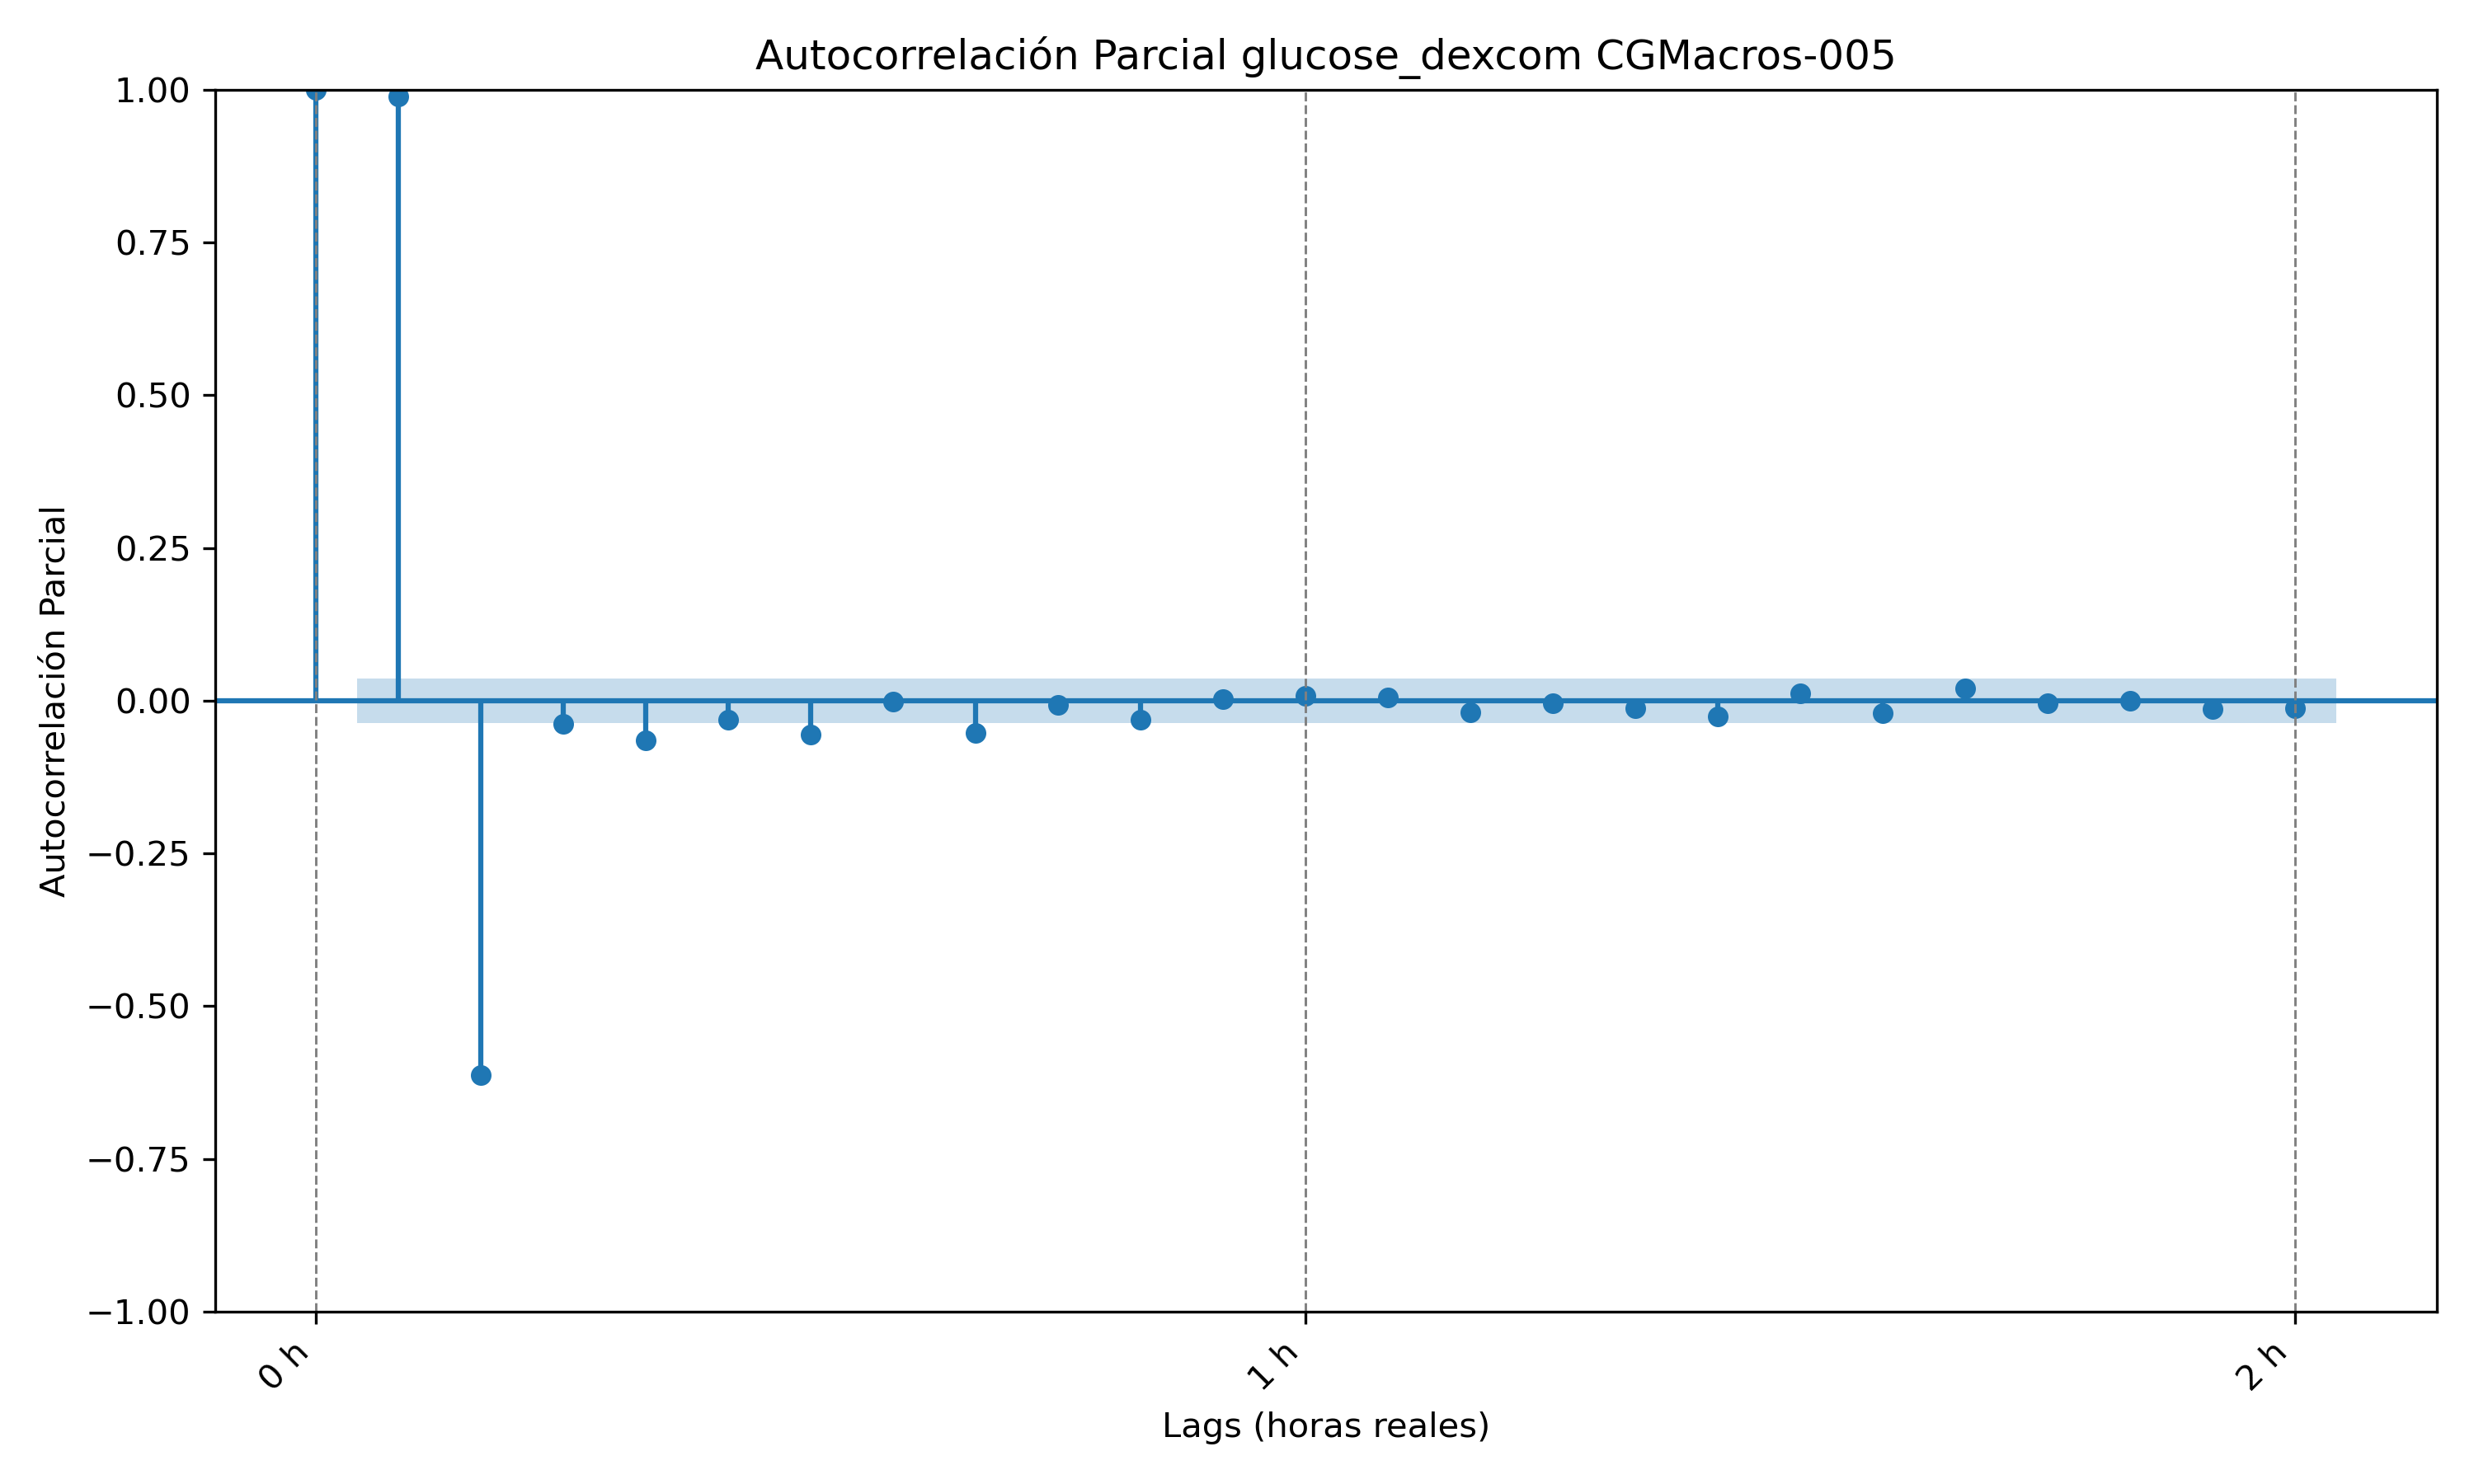 Autocorrelación Parcial glucose_dexcom CGMacros-005
1.00
0.75
0.50
0.25
0.00
−0.25
−0.50
−0.75
−1.00
Autocorrelación Parcial
0 h
1 h
2 h
Lags (horas reales)